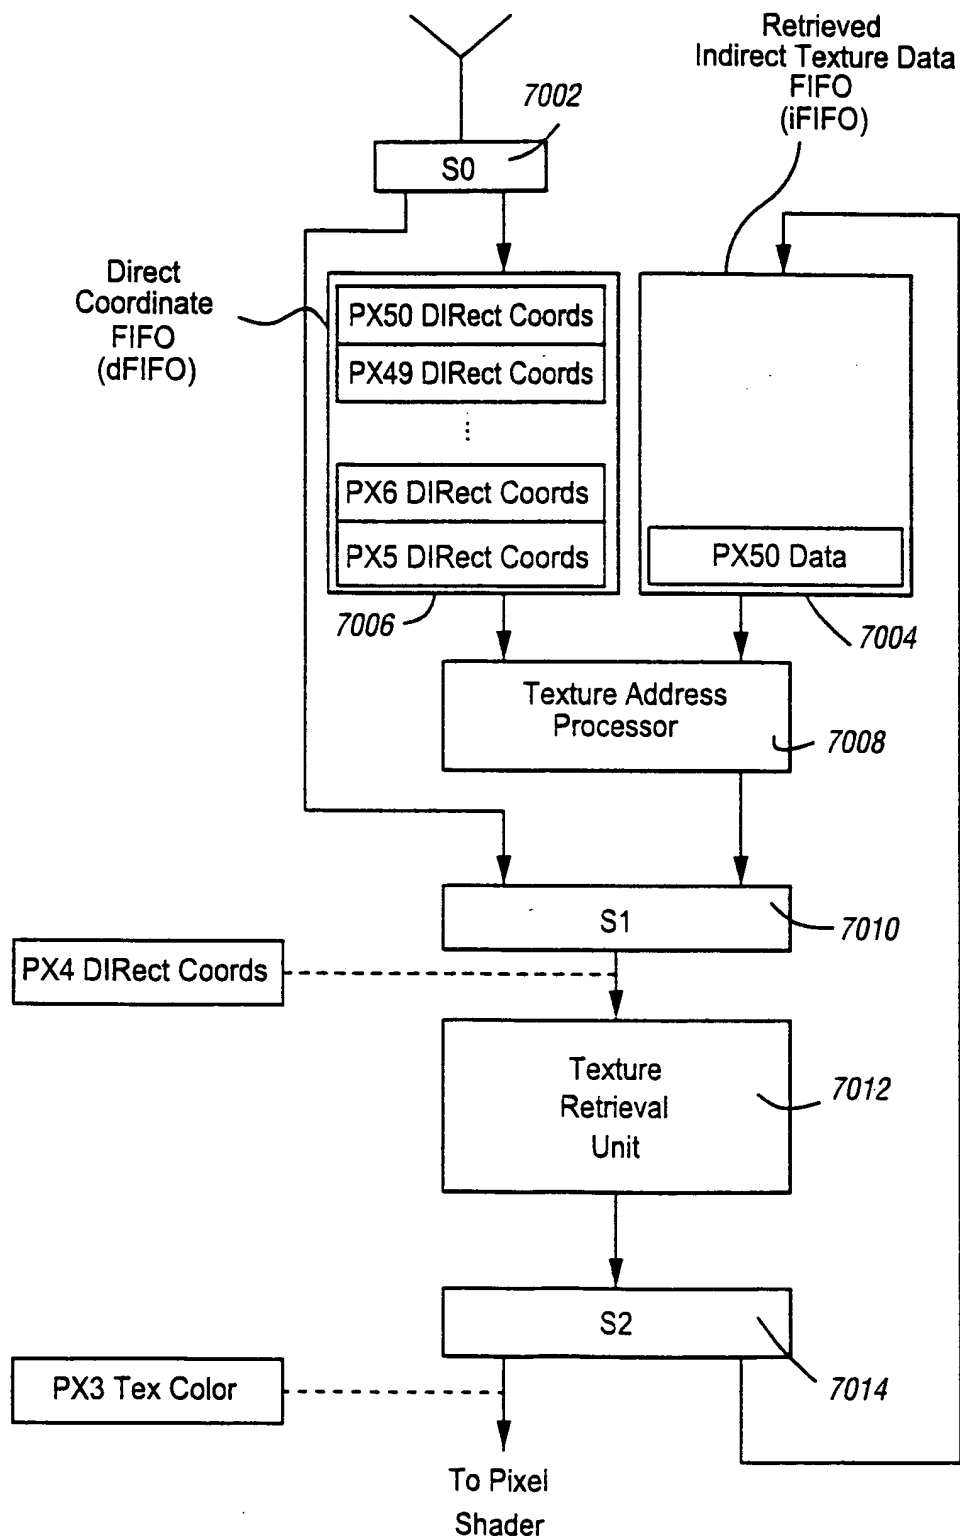 Retrieved
Indirect Texture Data
FIFO
(iFIFO)
7002
S0
Direct
Coordinate
FIFO
(dFIFO)
PX50 DIRect Coords
PX49 DIRect Coords
⋮
PX6 DIRect Coords
PX5 DIRect Coords
PX50 Data
7006
7004
Texture Address
Processor
7008
S1
7010
PX4 DIRect Coords
Texture
Retrieval
Unit
7012
S2
7014
PX3 Tex Color
To Pixel
Shader